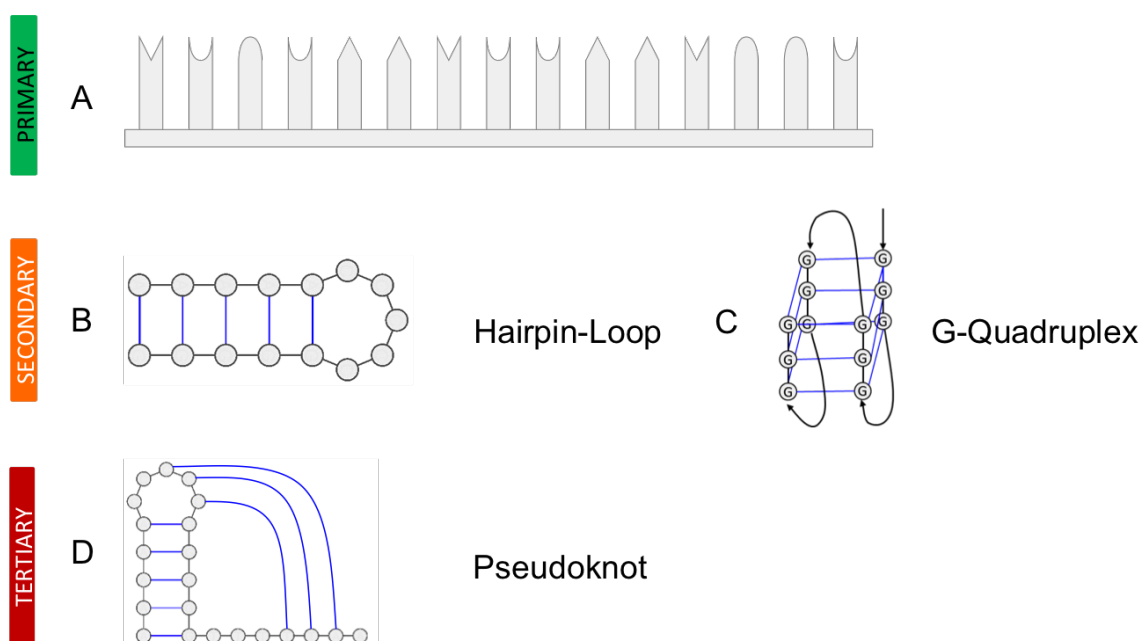 PRIMARY
A
SECONDARY
B
Hairpin-Loop
C
G
G
G
G
G
G
G
G
G
G
G
G
G-Quadruplex
TERTIARY
D
Pseudoknot